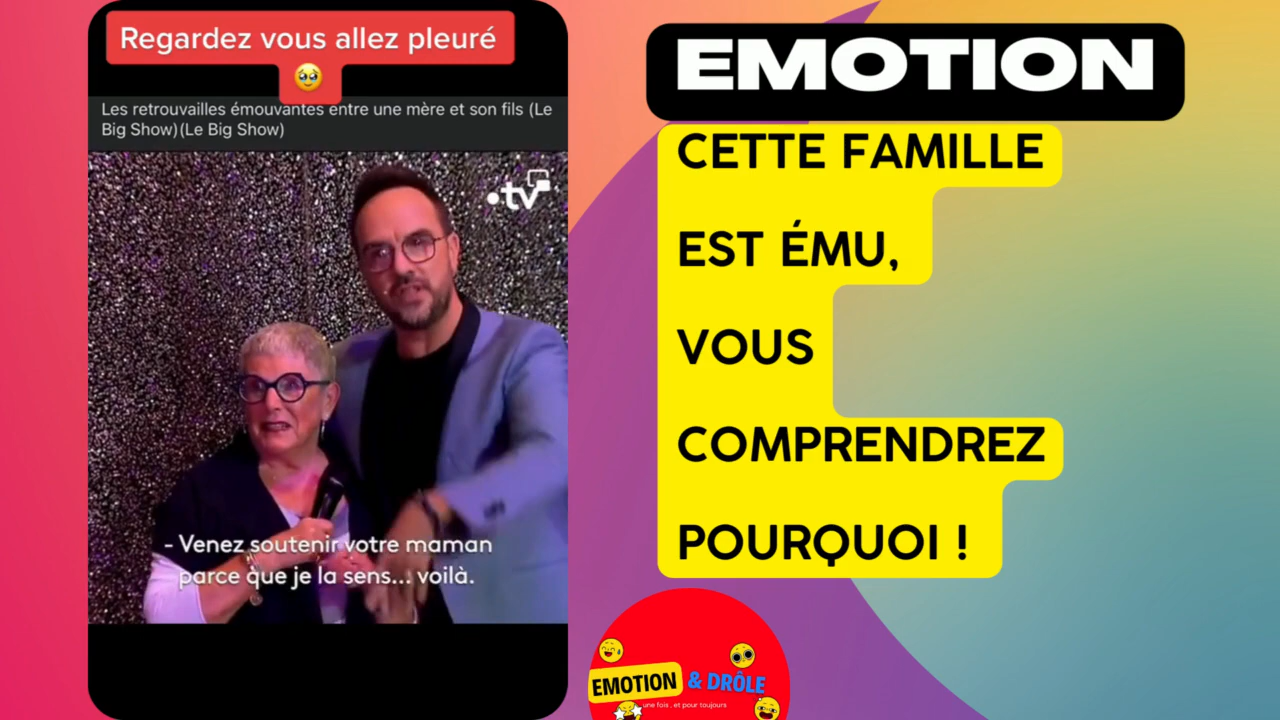 Regardez vous allez pleuré
Les retrouvailles émouvantes entre une mère et son fils (Le
Big Show)(Le Big Show)
.tv
- Venez soutenir votre maman
parce que je la sens... voilà.
EMOTION
CETTE FAMILLE
EST ÉMU,
VOUS
COMPRENDREZ
POURQUOI !
EMOTION & DRÔLE
une fois , et pour toujours